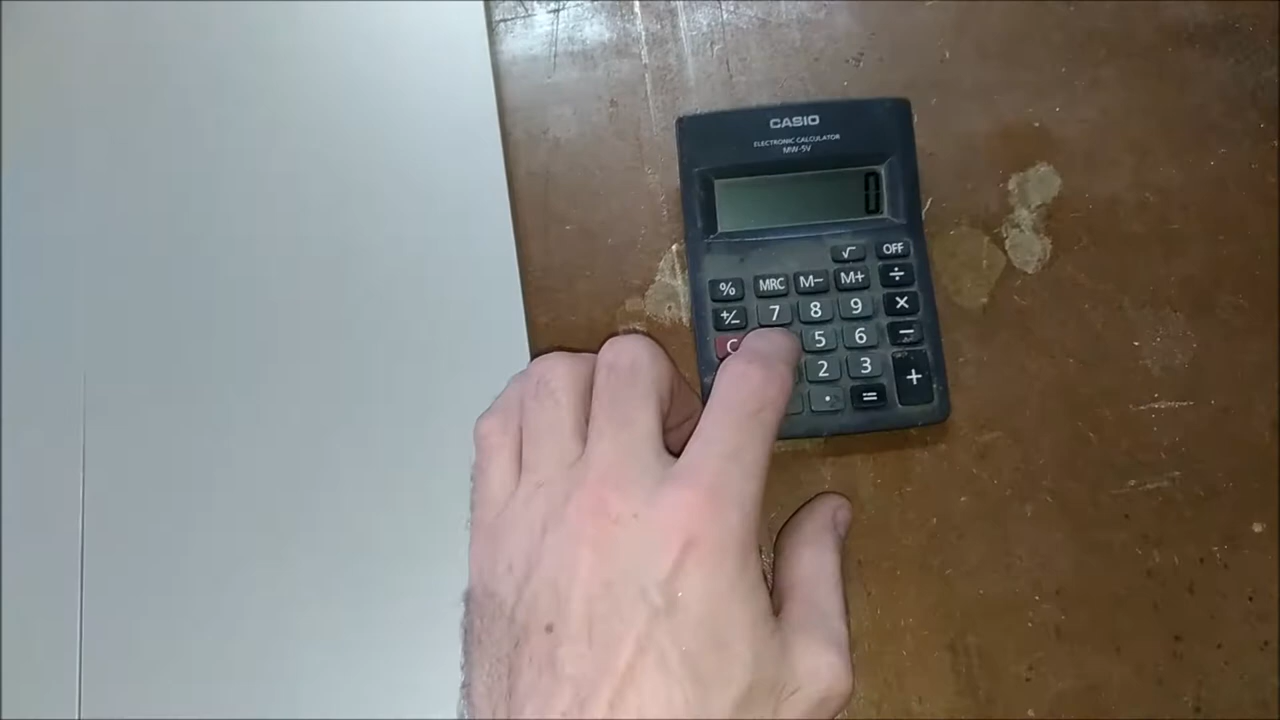 CASIO
ELECTRONIC CALCULATOR
MW-5V
0
√ OFF
% MRC M− M+ ÷
+/− 7 8 9 ×
C 5 6 −
2 3 +
· =